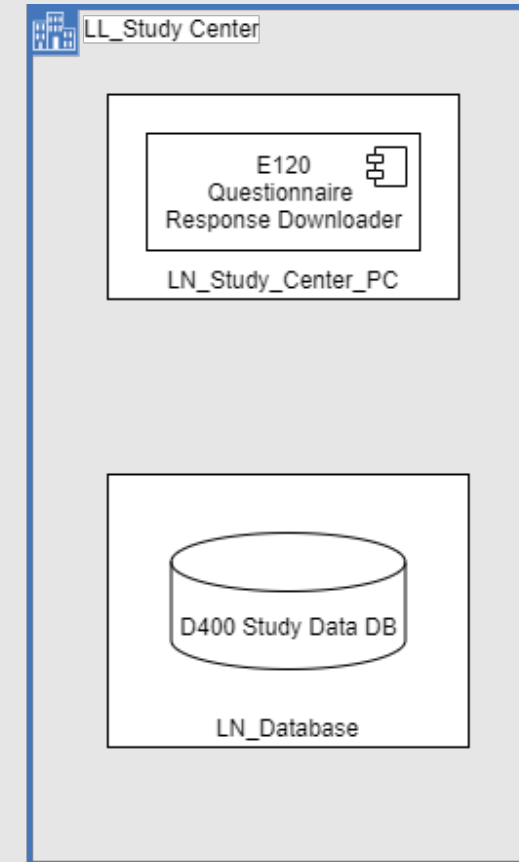 LL_Study Center
E120
Questionnaire
Response Downloader
LN_Study_Center_PC
D400 Study Data DB
LN_Database